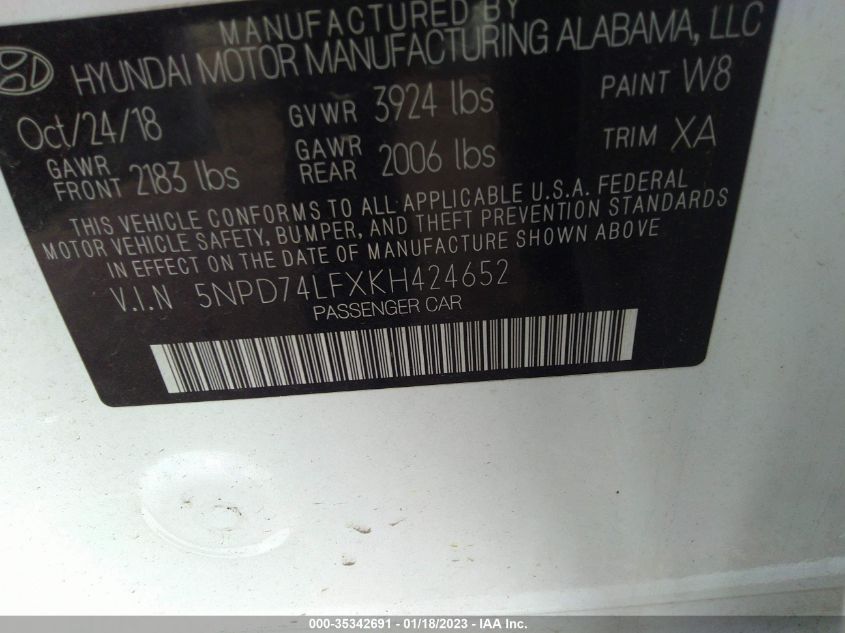 MANUFACTURED BY
HYUNDAI MOTOR MANUFACTURING ALABAMA, LLC
Oct/24/18 GVWR 3924 lbs PAINT W8
GAWR FRONT 2183 lbs GAWR REAR 2006 lbs TRIM XA
THIS VEHICLE CONFORMS TO ALL APPLICABLE U.S.A. FEDERAL
MOTOR VEHICLE SAFETY, BUMPER, AND THEFT PREVENTION STANDARDS
IN EFFECT ON THE DATE OF MANUFACTURE SHOWN ABOVE
V.I.N 5NPD74LFXKH424652
PASSENGER CAR
000-35342691 - 01/18/2023 - IAA Inc.